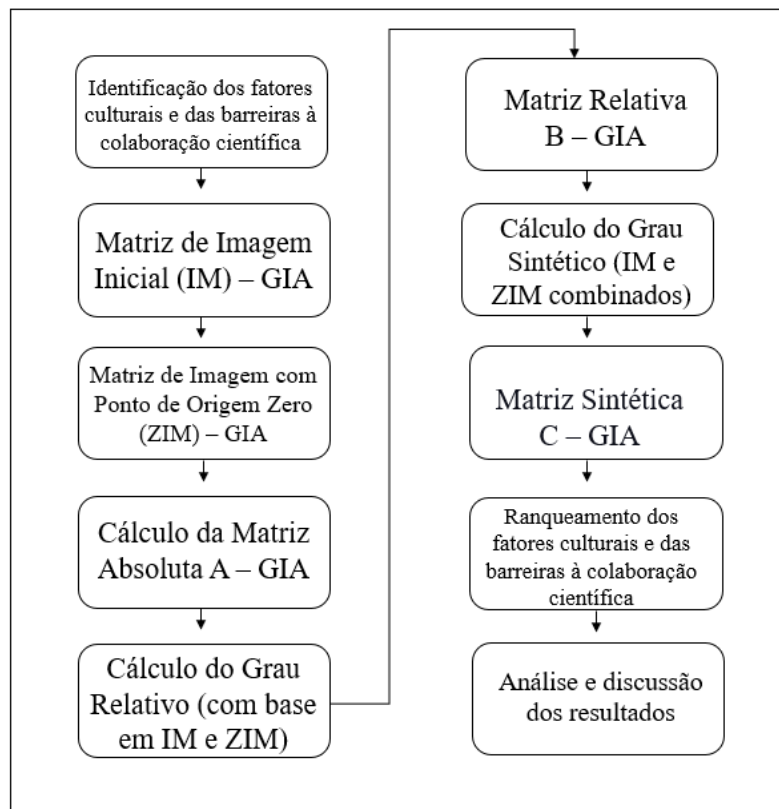 Identificação dos fatores
culturais e das barreiras à
colaboração científica
Matriz de Imagem
Inicial (IM) – GIA
Matriz de Imagem com
Ponto de Origem Zero
(ZIM) – GIA
Cálculo da Matriz
Absoluta A – GIA
Cálculo do Grau
Relativo (com base
em IM e ZIM)
Matriz Relativa
B – GIA
Cálculo do Grau
Sintético (IM e
ZIM combinados)
Matriz Sintética
C – GIA
Ranqueamento dos
fatores culturais e das
barreiras à colaboração
científica
Análise e discussão
dos resultados